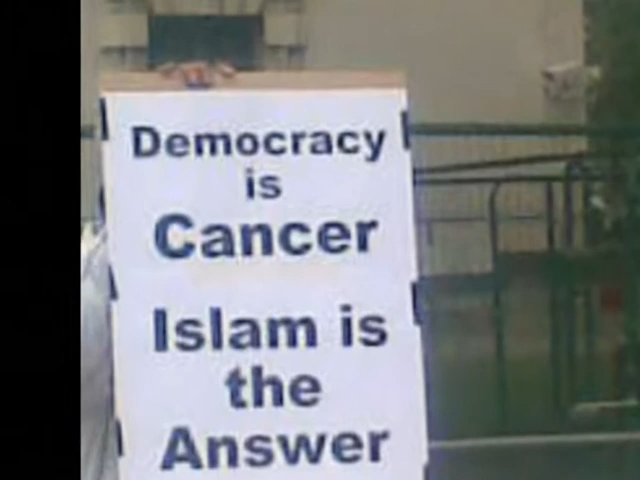 Democracy
is
Cancer
Islam is
the
Answer